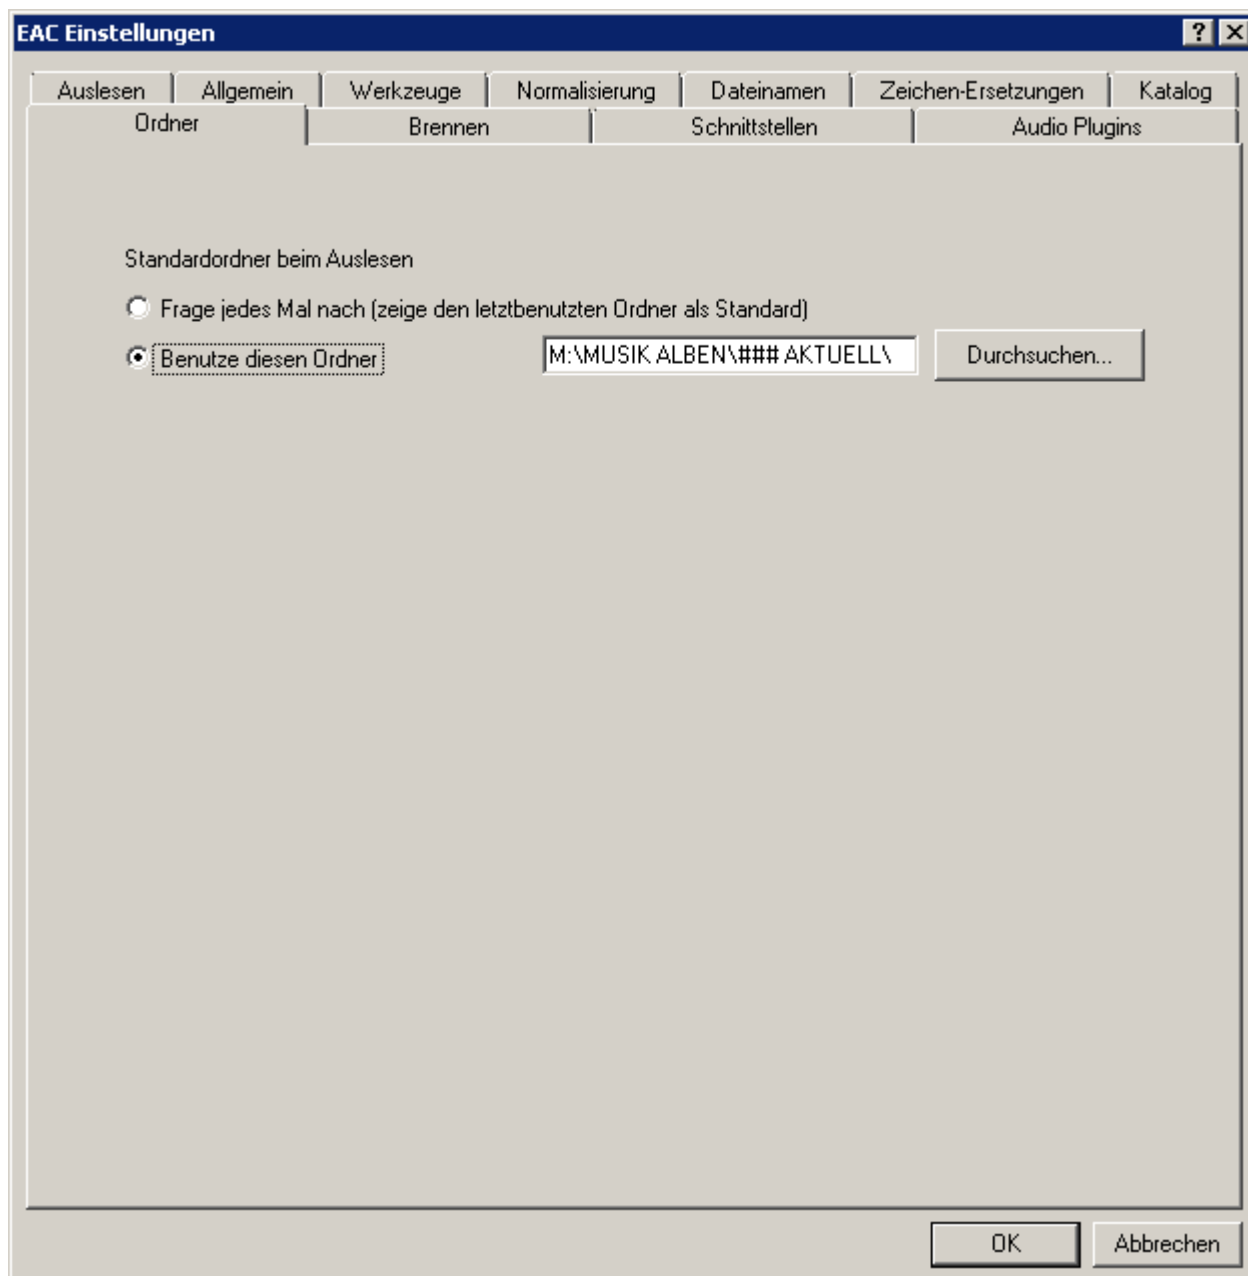 EAC Einstellungen
Auslesen Allgemein Werkzeuge Normalisierung Dateinamen Zeichen-Ersetzungen Katalog
Ordner Brennen Schnittstellen Audio Plugins
Standardordner beim Auslesen
Frage jedes Mal nach (zeige den letztbenutzten Ordner als Standard)
Benutze diesen Ordner M:\MUSIK ALBEN\### AKTUELL\ Durchsuchen...
OK Abbrechen